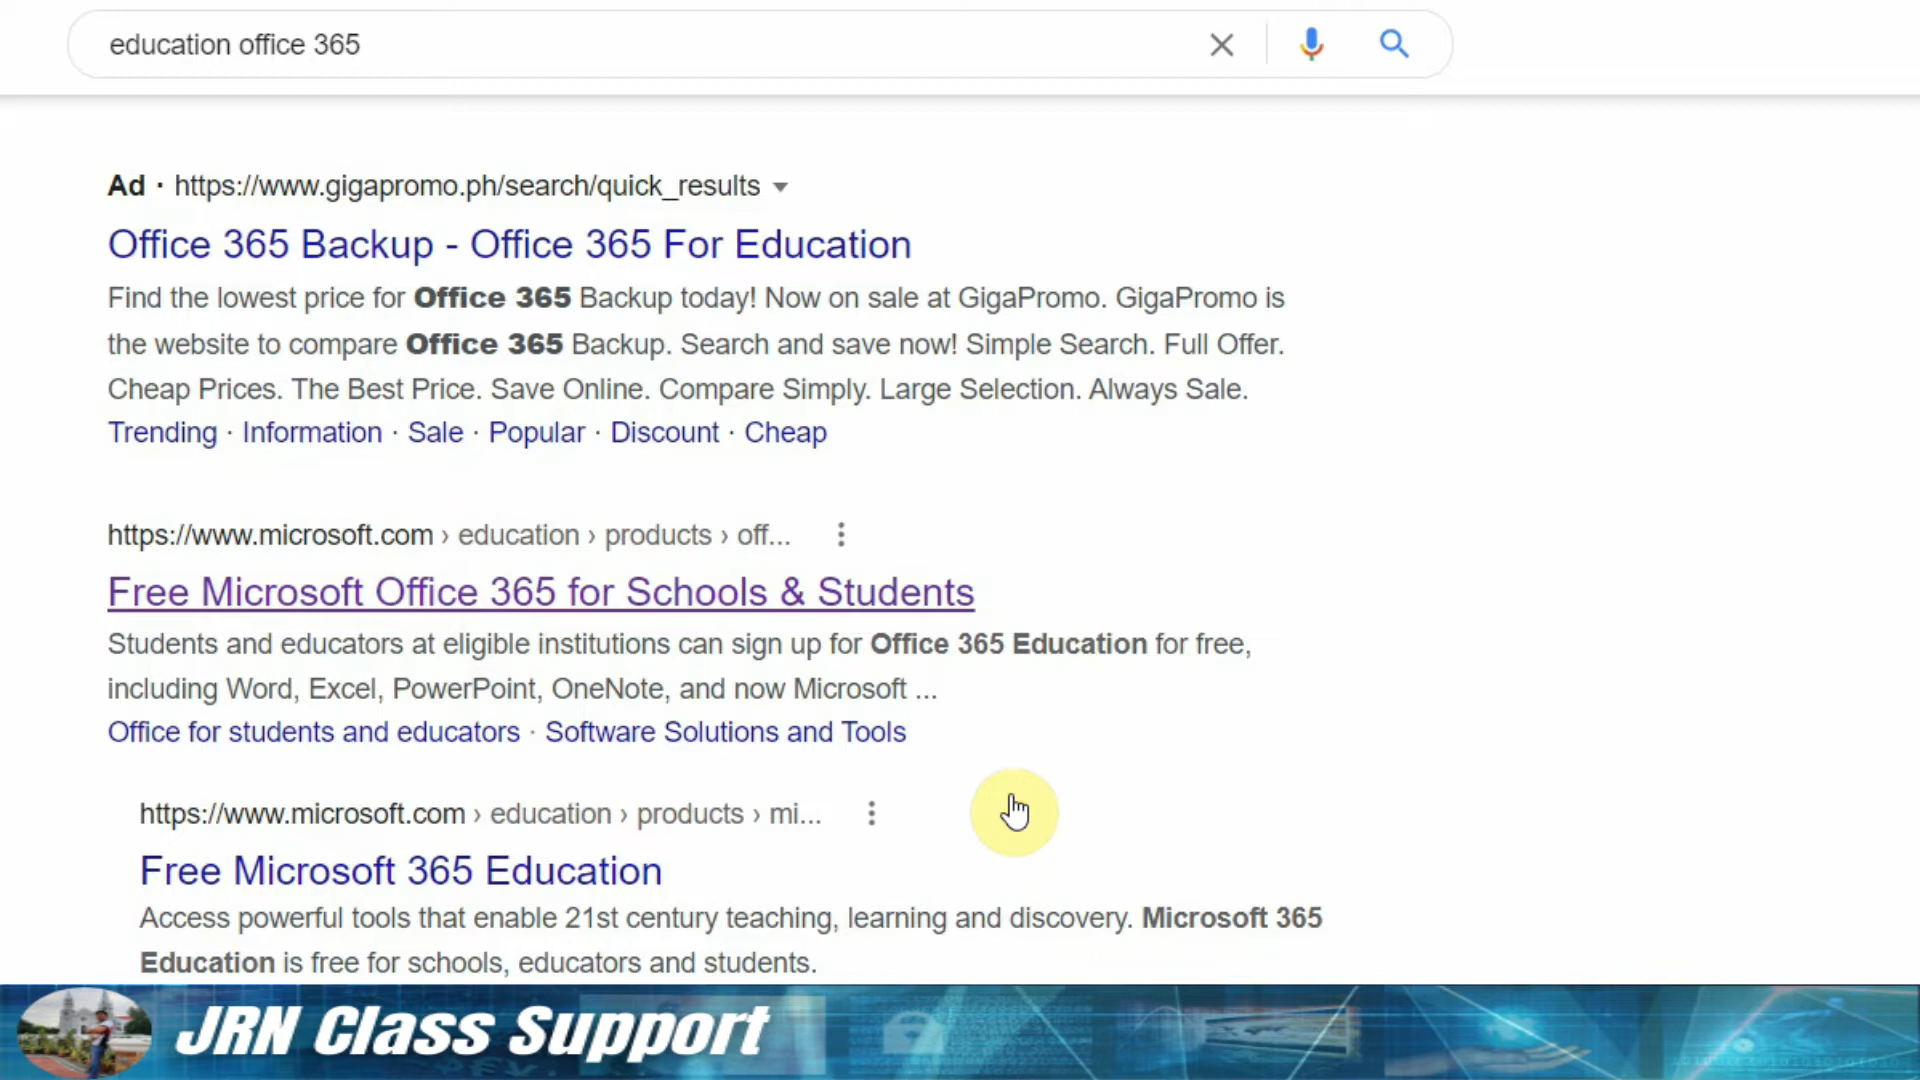 education office 365
Ad · https://www.gigapromo.ph/search/quick_results
Office 365 Backup - Office 365 For Education
Find the lowest price for Office 365 Backup today! Now on sale at GigaPromo. GigaPromo is
the website to compare Office 365 Backup. Search and save now! Simple Search. Full Offer.
Cheap Prices. The Best Price. Save Online. Compare Simply. Large Selection. Always Sale.
Trending · Information · Sale · Popular · Discount · Cheap
https://www.microsoft.com › education › products › off...
Free Microsoft Office 365 for Schools & Students
Students and educators at eligible institutions can sign up for Office 365 Education for free,
including Word, Excel, PowerPoint, OneNote, and now Microsoft ...
Office for students and educators · Software Solutions and Tools
https://www.microsoft.com › education › products › mi...
Free Microsoft 365 Education
Access powerful tools that enable 21st century teaching, learning and discovery. Microsoft 365
Education is free for schools, educators and students.
JRN Class Support